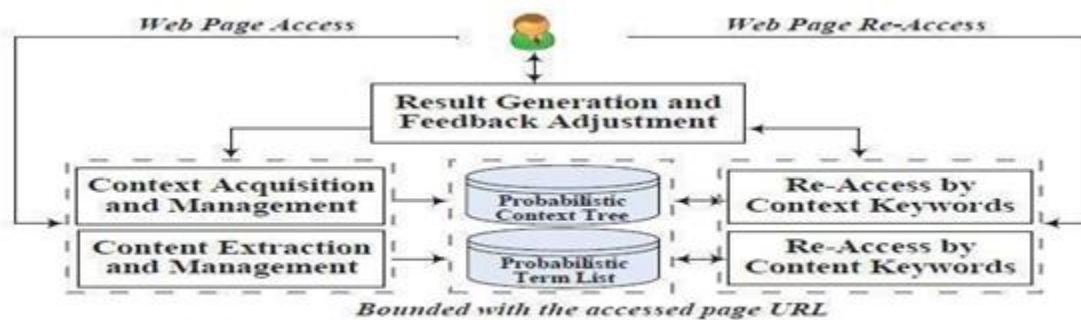 Web Page Access
Web Page Re-Access
Result Generation and
Feedback Adjustment
Context Acquisition
and Management
Probabilistic
Context Tree
Re-Access by
Context Keywords
Content Extraction
and Management
Probabilistic
Term List
Re-Access by
Content Keywords
Bounded with the accessed page URL